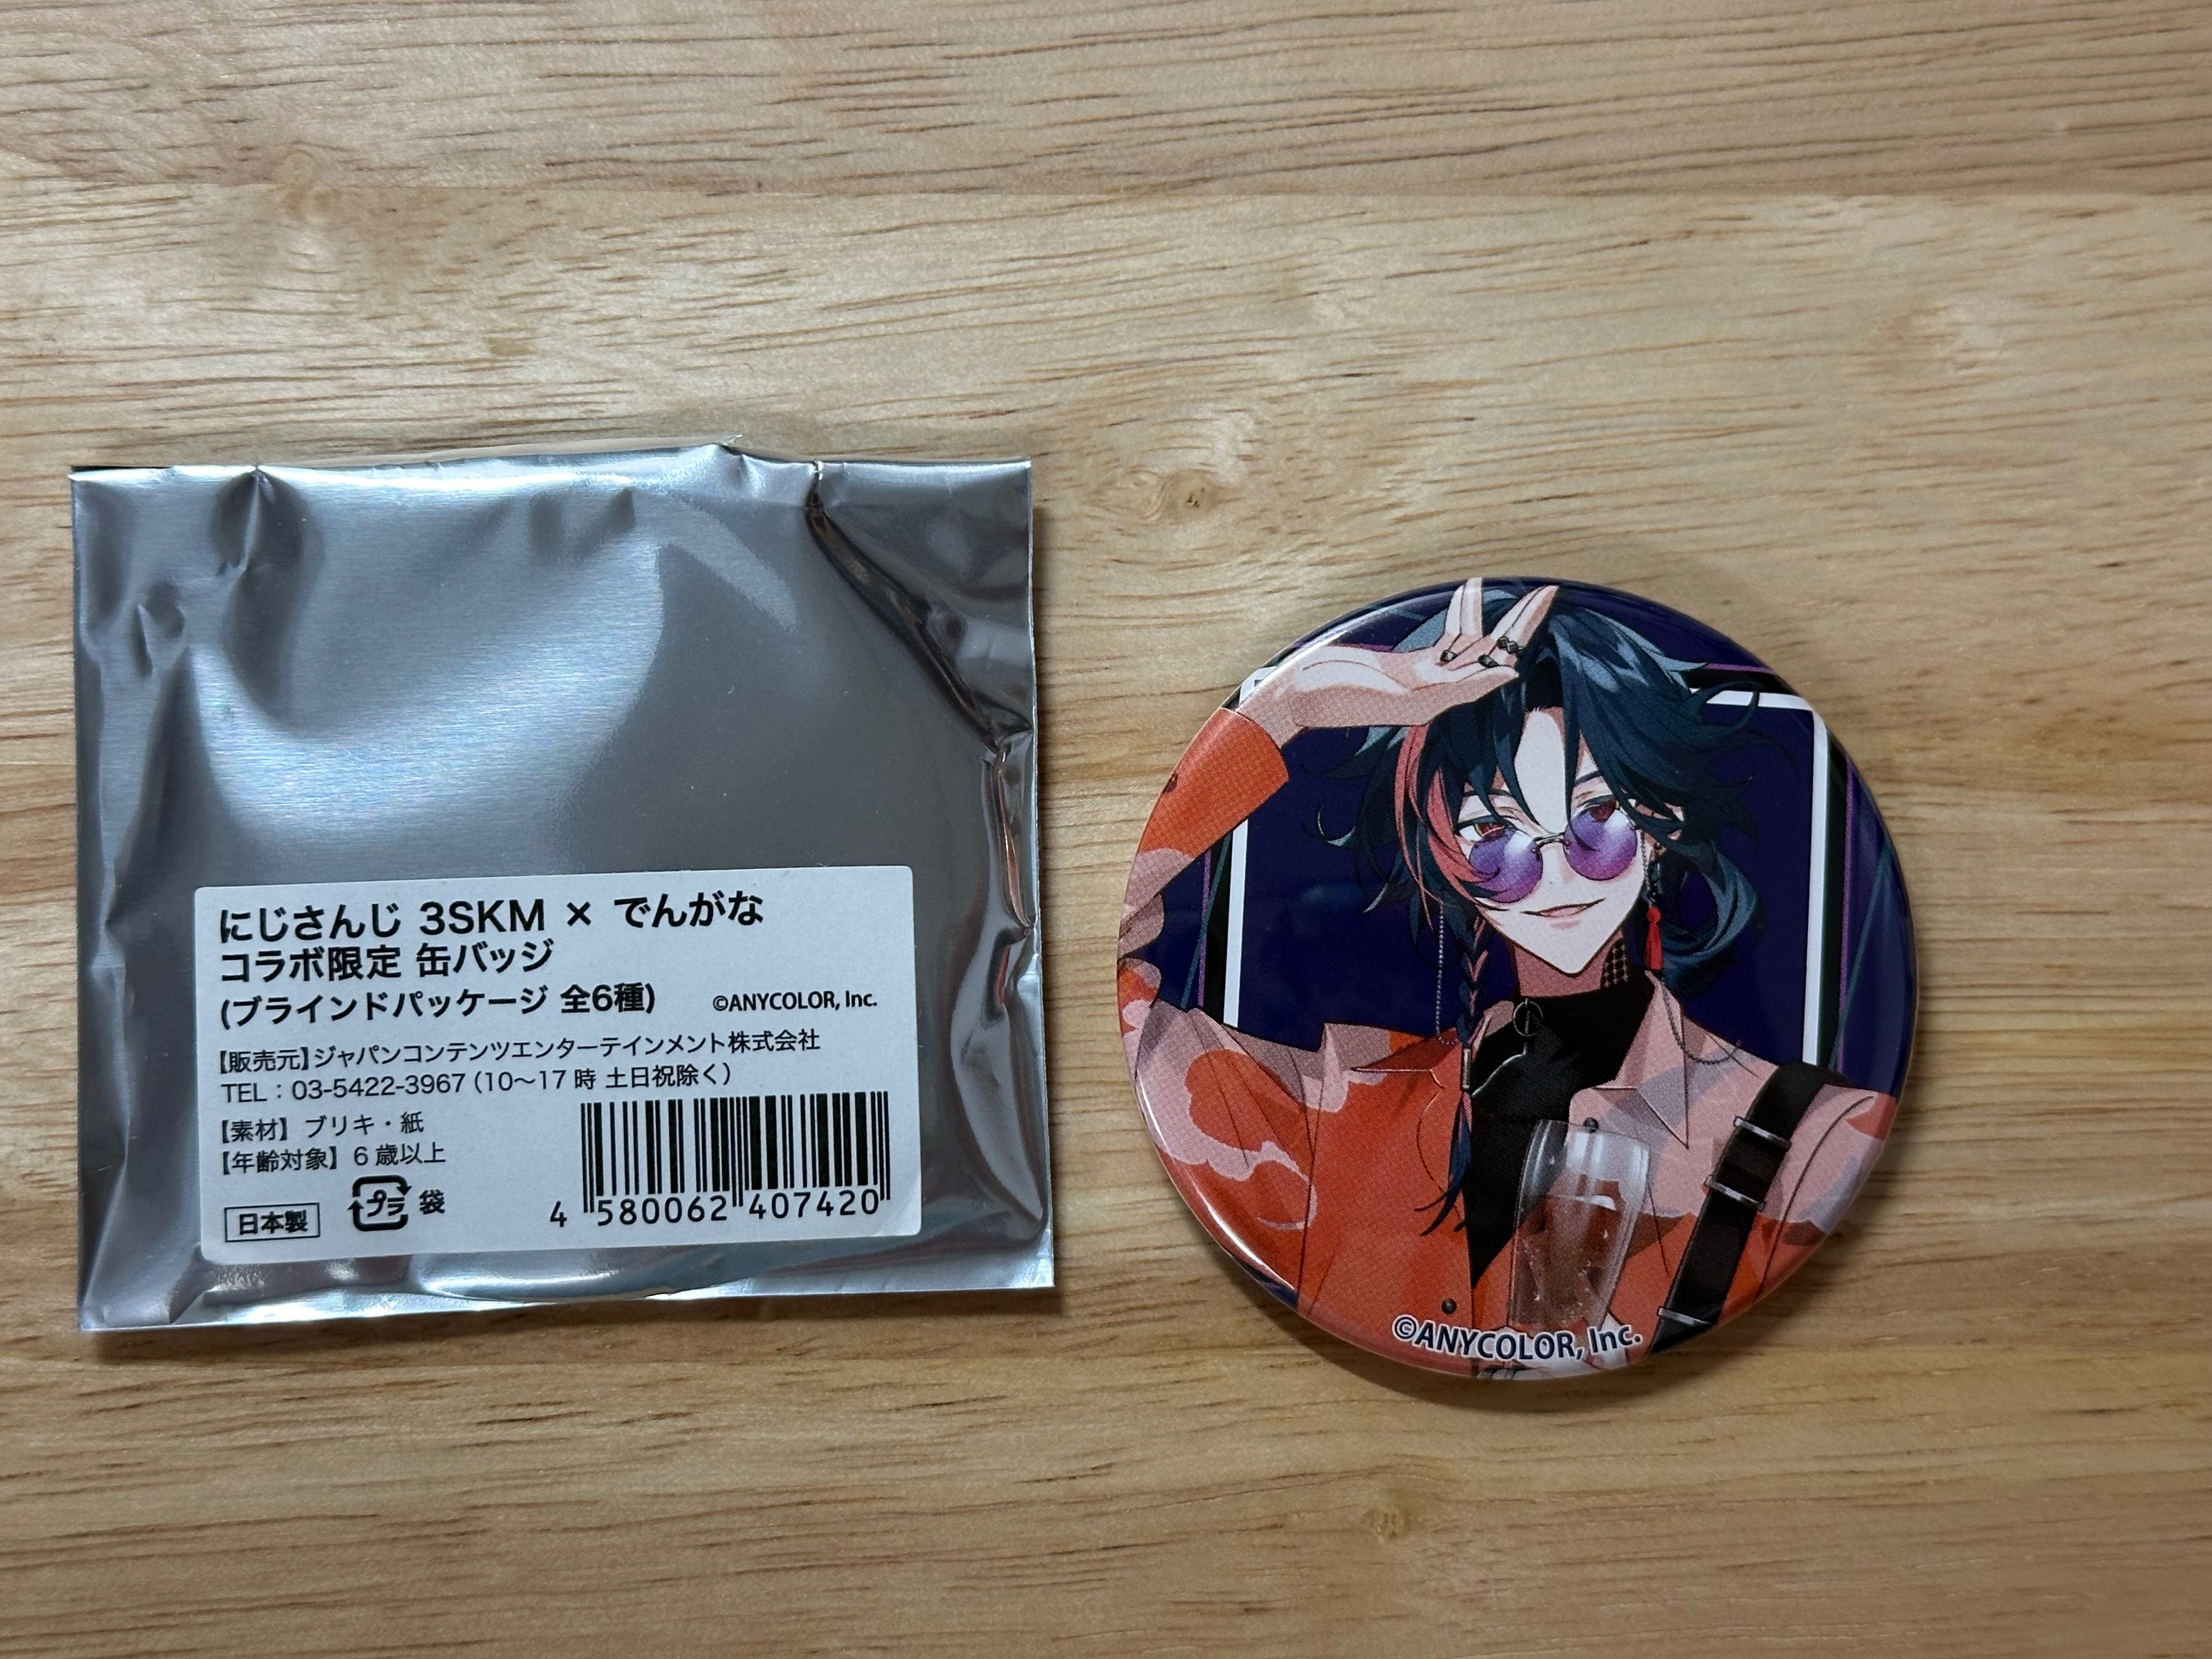 にじさんじ 3SKM × でんがな
コラボ限定 缶バッジ
(ブラインドパッケージ 全6種)
©ANYCOLOR, Inc.
【販売元】ジャパンコンテンツエンターテインメント株式会社
TEL：03-5422-3967（10〜17 時 土日祝除く）
【素材】ブリキ・紙
【年齢対象】6 歳以上
日本製
プラ 袋
4 580062 407420
©ANYCOLOR, Inc.